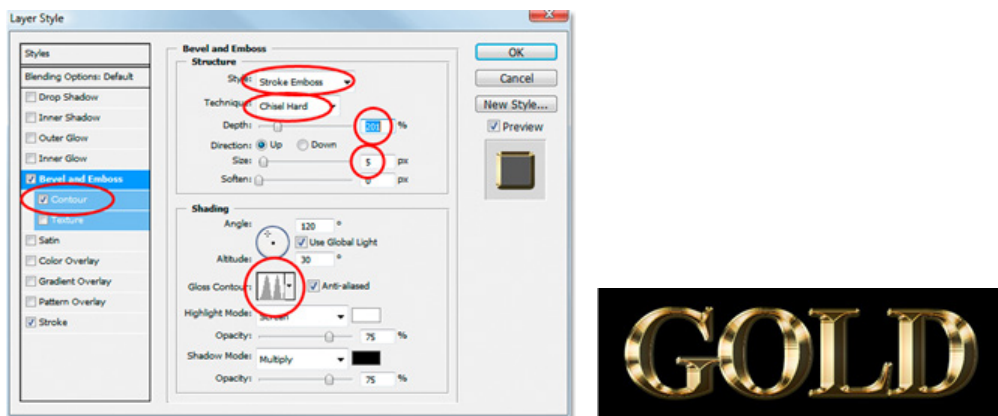 Layer Style
Styles
Blending Options: Default
Drop Shadow
Inner Shadow
Outer Glow
Inner Glow
Bevel and Emboss
Contour
Texture
Satin
Color Overlay
Gradient Overlay
Pattern Overlay
Stroke
Bevel and Emboss
Structure
Style: Stroke Emboss
Technique: Chisel Hard
Depth: 201 %
Direction: Up Down
Size: 5 px
Soften: 0 px
Shading
Angle: 120 °
Use Global Light
Altitude: 30 °
Gloss Contour: Anti-aliased
Highlight Mode: Screen
Opacity: 75 %
Shadow Mode: Multiply
Opacity: 75 %
OK
Cancel
New Style...
Preview
GOLD